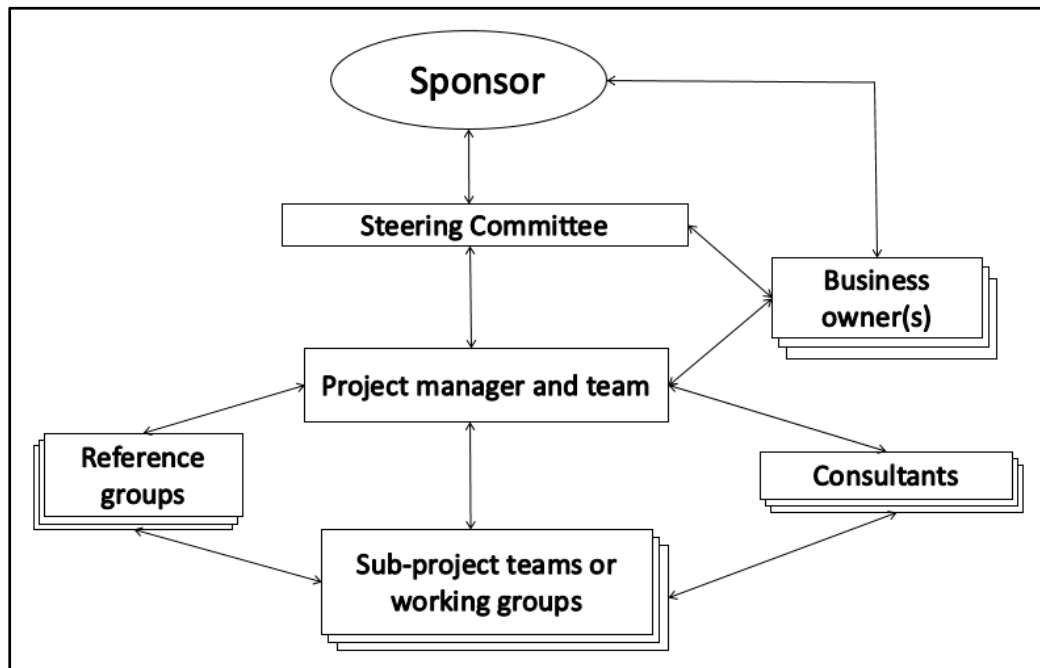 Sponsor
Steering Committee
Business
owner(s)
Project manager and team
Reference
groups
Consultants
Sub-project teams or
working groups